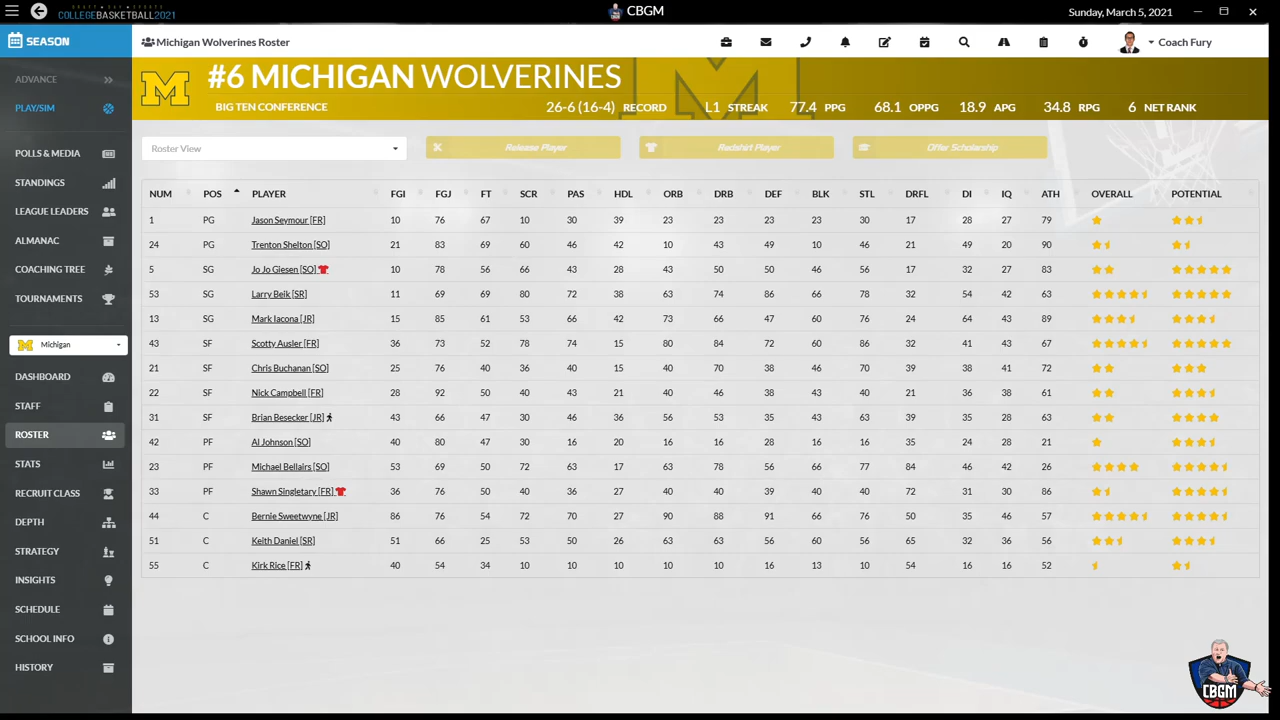 DRAFT DAY SPORTS
COLLEGEBASKETBALL2021
CBGM
Sunday, March 5, 2021
SEASON
Michigan Wolverines Roster
Coach Fury
ADVANCE
PLAY/SIM
POLLS & MEDIA
STANDINGS
LEAGUE LEADERS
ALMANAC
COACHING TREE
TOURNAMENTS
Michigan
DASHBOARD
STAFF
ROSTER
STATS
RECRUIT CLASS
DEPTH
STRATEGY
INSIGHTS
SCHEDULE
SCHOOL INFO
HISTORY
#6 MICHIGAN WOLVERINES
BIG TEN CONFERENCE 26-6 (16-4) RECORD L1 STREAK 77.4 PPG 68.1 OPPG 18.9 APG 34.8 RPG 6 NET RANK
Roster View Release Player Redshirt Player Offer Scholarship
NUM POS PLAYER FGI FGJ FT SCR PAS HDL ORB DRB DEF BLK STL DRFL DI IQ ATH OVERALL POTENTIAL
1 PG Jason Seymour [FR] 10 76 67 10 30 39 23 23 23 23 30 17 28 27 79
24 PG Trenton Shelton [SO] 21 83 69 60 46 42 10 43 49 10 46 21 49 20 90
5 SG Jo Jo Giesen [SO] 10 78 56 66 43 28 43 50 50 46 56 17 32 27 83
53 SG Larry Beik [SR] 11 69 69 80 72 38 63 74 86 66 78 32 54 42 63
13 SG Mark Iacona [JR] 15 85 61 53 66 42 73 66 47 60 76 24 64 43 89
43 SF Scotty Ausler [FR] 36 73 52 78 74 15 80 84 72 60 86 32 41 43 67
21 SF Chris Buchanan [SO] 25 76 40 36 40 15 40 70 38 46 70 39 38 41 72
22 SF Nick Campbell [FR] 28 92 50 40 43 21 40 46 38 43 40 21 36 38 61
31 SF Brian Besecker [JR] 43 66 47 30 46 36 56 53 35 43 63 39 35 28 63
42 PF Al Johnson [SO] 40 80 47 30 16 20 16 16 28 16 16 35 24 28 21
23 PF Michael Bellairs [SO] 53 69 50 72 63 17 63 78 56 66 77 84 46 42 26
33 PF Shawn Singletary [FR] 36 76 50 40 36 27 40 40 39 40 40 72 31 30 86
44 C Bernie Sweetwyne [JR] 86 76 54 72 70 27 90 88 91 66 76 50 35 46 57
51 C Keith Daniel [SR] 51 66 25 53 50 26 63 63 56 60 56 65 32 36 56
55 C Kirk Rice [FR] 40 54 34 10 10 10 10 10 16 13 10 54 16 16 52
CBGM